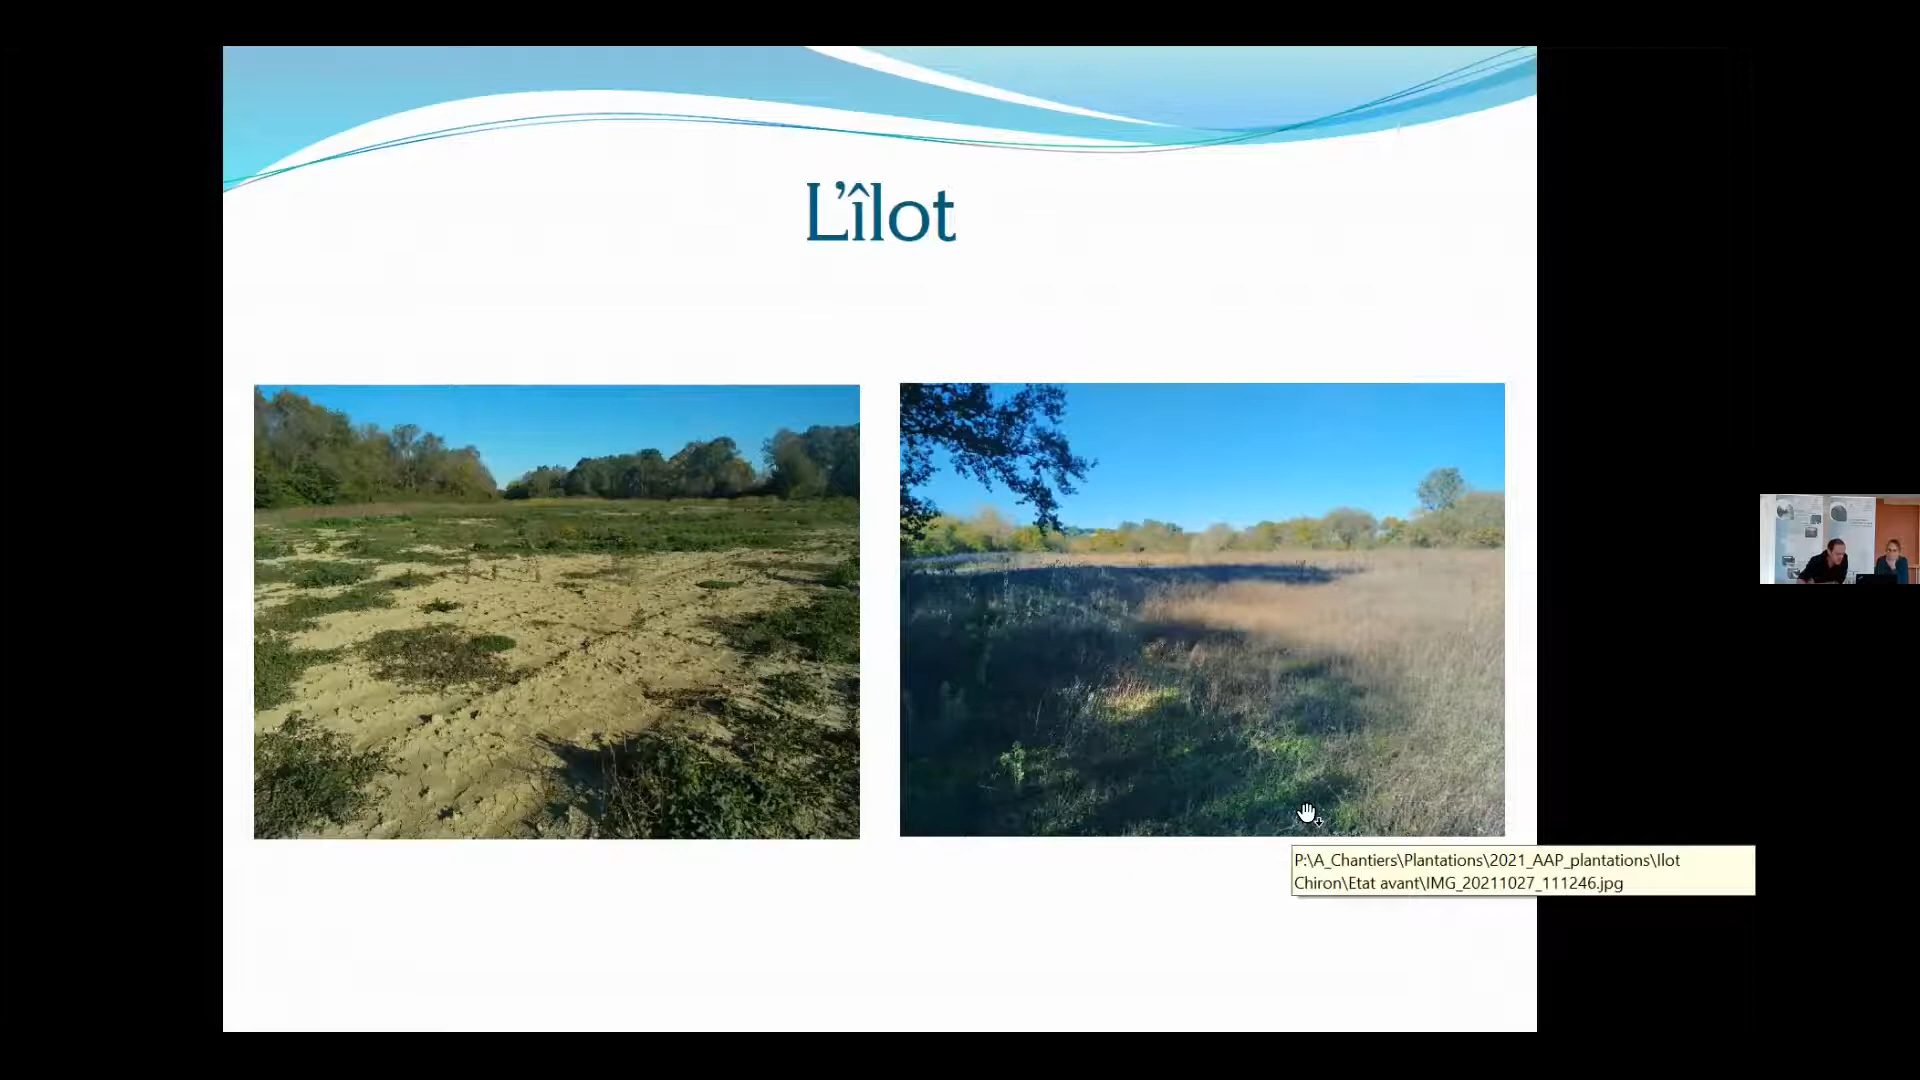 L'îlot
P:\A_Chantiers\Plantations\2021_AAP_plantations\Ilot
Chiron\Etat avant\IMG_20211027_111246.jpg